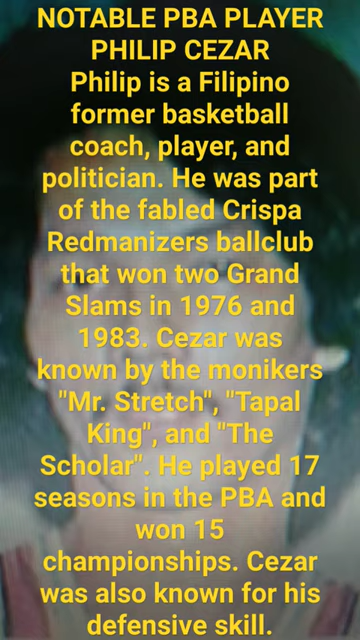 NOTABLE PBA PLAYER
PHILIP CEZAR
Philip is a Filipino
former basketball
coach, player, and
politician. He was part
of the fabled Crispa
Redmanizers ballclub
that won two Grand
Slams in 1976 and
1983. Cezar was
known by the monikers
"Mr. Stretch", "Tapal
King", and "The
Scholar". He played 17
seasons in the PBA and
won 15
championships. Cezar
was also known for his
defensive skill.